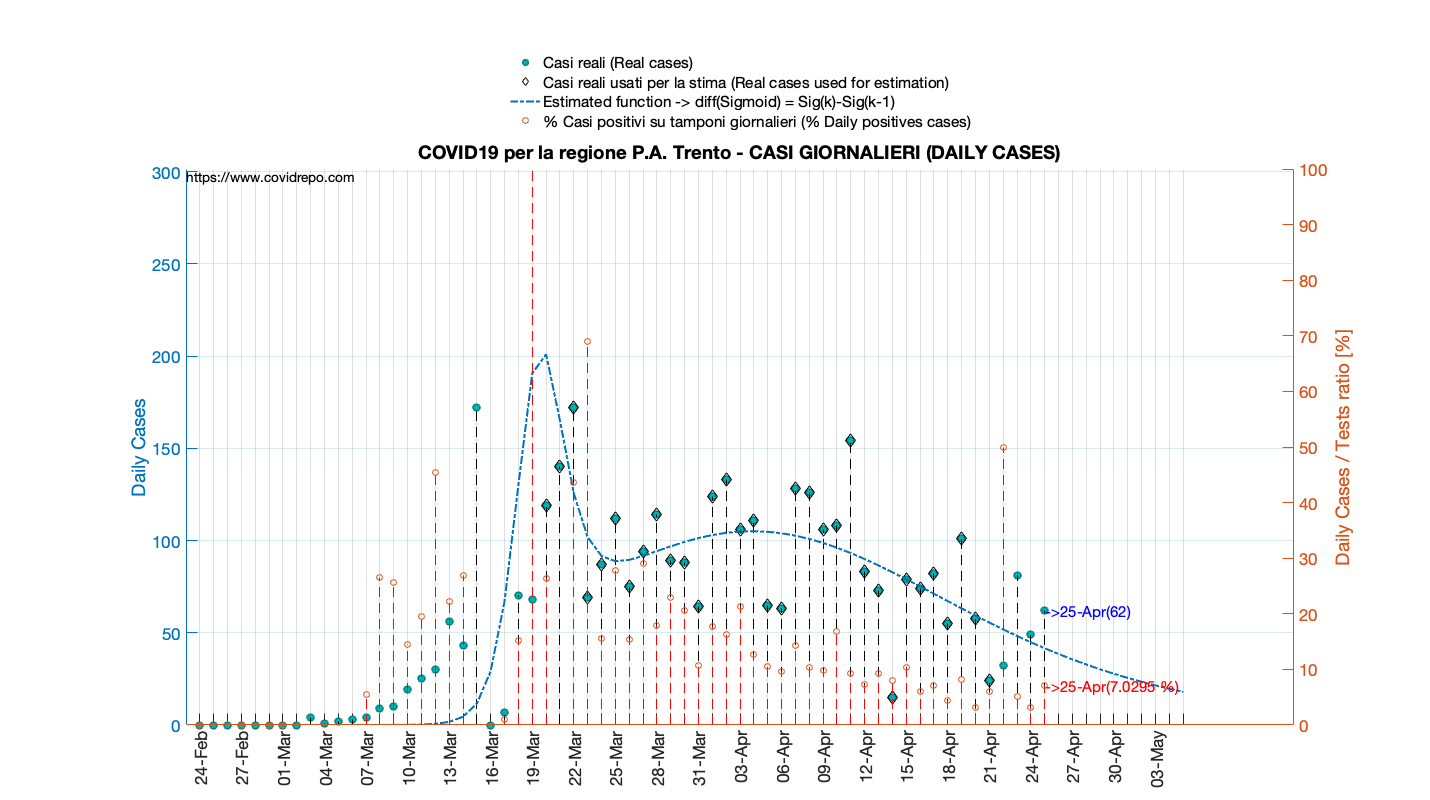 Casi reali (Real cases)
Casi reali usati per la stima (Real cases used for estimation)
Estimated function -> diff(Sigmoid) = Sig(k)-Sig(k-1)
% Casi positivi su tamponi giornalieri (% Daily positives cases)
COVID19 per la regione P.A. Trento - CASI GIORNALIERI (DAILY CASES)
https://www.covidrepo.com
300
250
200
150
100
50
0
Daily Cases
100
90
80
70
60
50
40
30
20
10
0
Daily Cases / Tests ratio [%]
->25-Apr(62)
->25-Apr(7.0295 %)
24-Feb
27-Feb
01-Mar
04-Mar
07-Mar
10-Mar
13-Mar
16-Mar
19-Mar
22-Mar
25-Mar
28-Mar
31-Mar
03-Apr
06-Apr
09-Apr
12-Apr
15-Apr
18-Apr
21-Apr
24-Apr
27-Apr
30-Apr
03-May